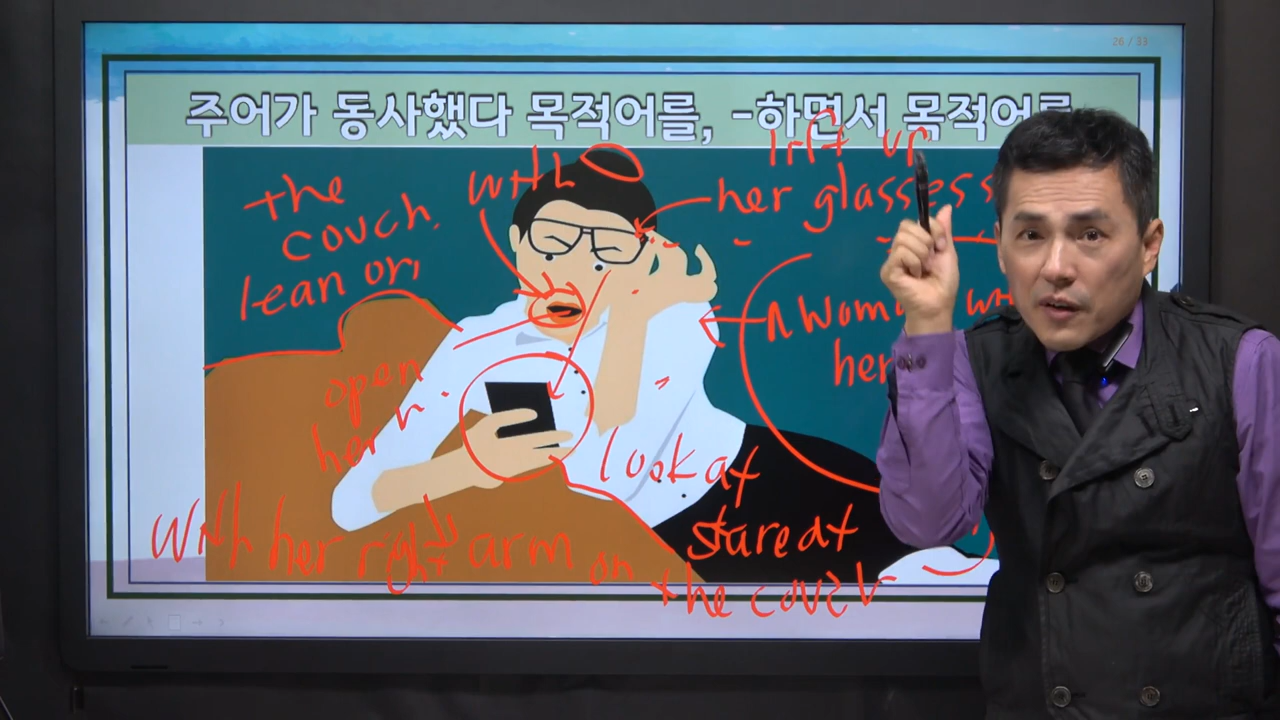 26 / 33
주어가 동사했다 목적어를, -하면서 목적어를
lift up
her glasses
the
couch
lean on
with
A woman with
her
open
her
look at
stare at
with her right arm on the couch